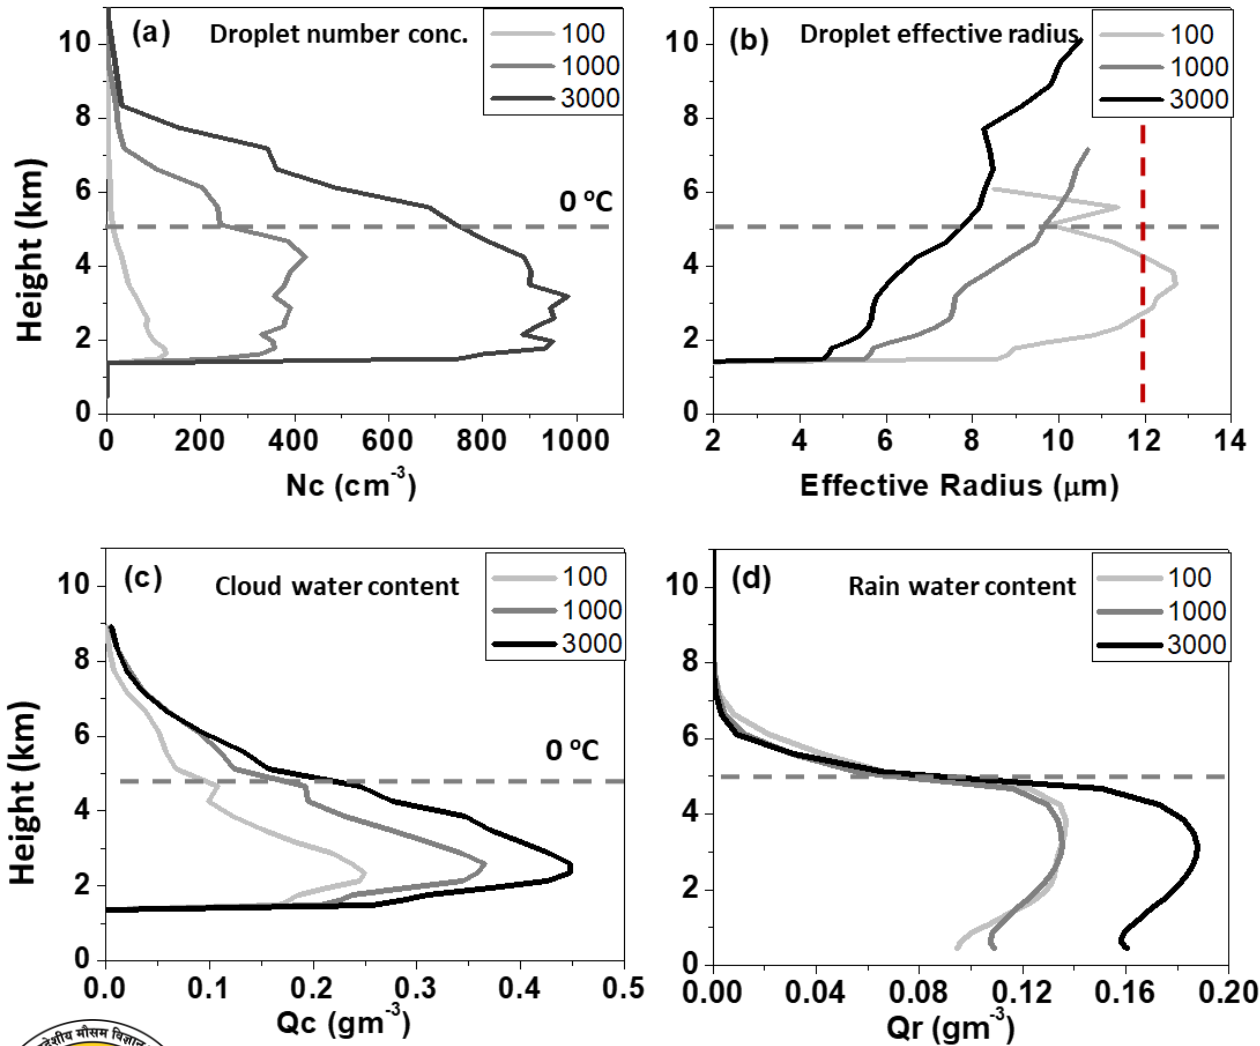 (a) Droplet number conc.
100
1000
3000
10
8
6
4
2
0
Height (km)
0 °C
0 200 400 600 800 1000
Nc (cm⁻³)
(b) Droplet effective radius
100
1000
3000
10
8
6
4
2
0
2 4 6 8 10 12 14
Effective Radius (μm)
(c) Cloud water content
100
1000
3000
10
8
6
4
2
0
Height (km)
0 °C
0.0 0.1 0.2 0.3 0.4 0.5
Qc (gm⁻³)
(d) Rain water content
100
1000
3000
10
8
6
4
2
0
0.00 0.04 0.08 0.12 0.16 0.20
Qr (gm⁻³)
मौसम